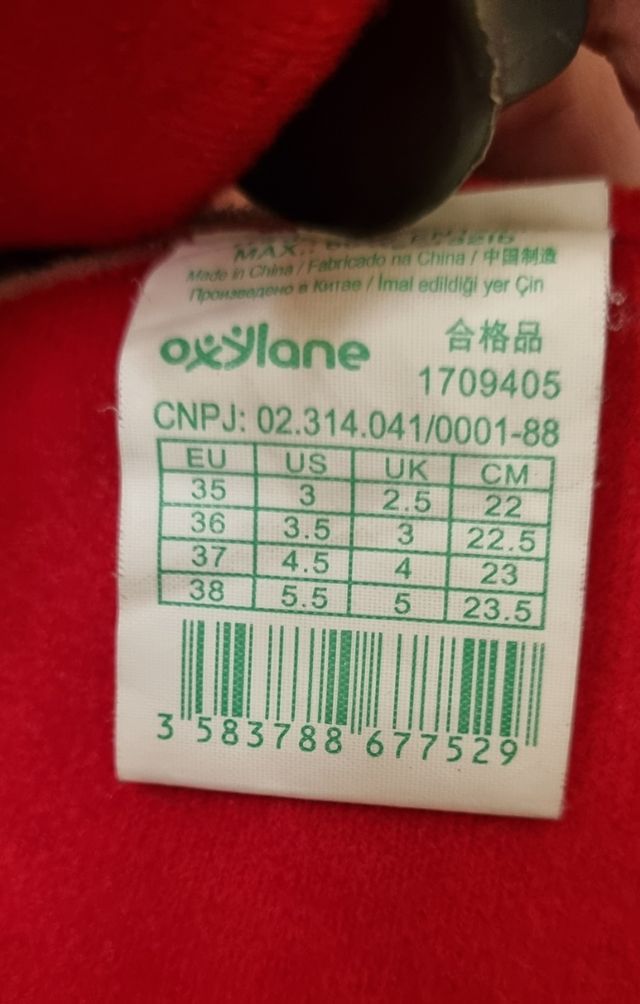 MAX.:
Made in China / Fabricado na China / 中国制造
Произведено в Китае / İmal edildiği yer Çin
oxylane 合格品
1709405
CNPJ: 02.314.041/0001-88
EU US UK CM
35 3 2.5 22
36 3.5 3 22.5
37 4.5 4 23
38 5.5 5 23.5
3 583788 677529